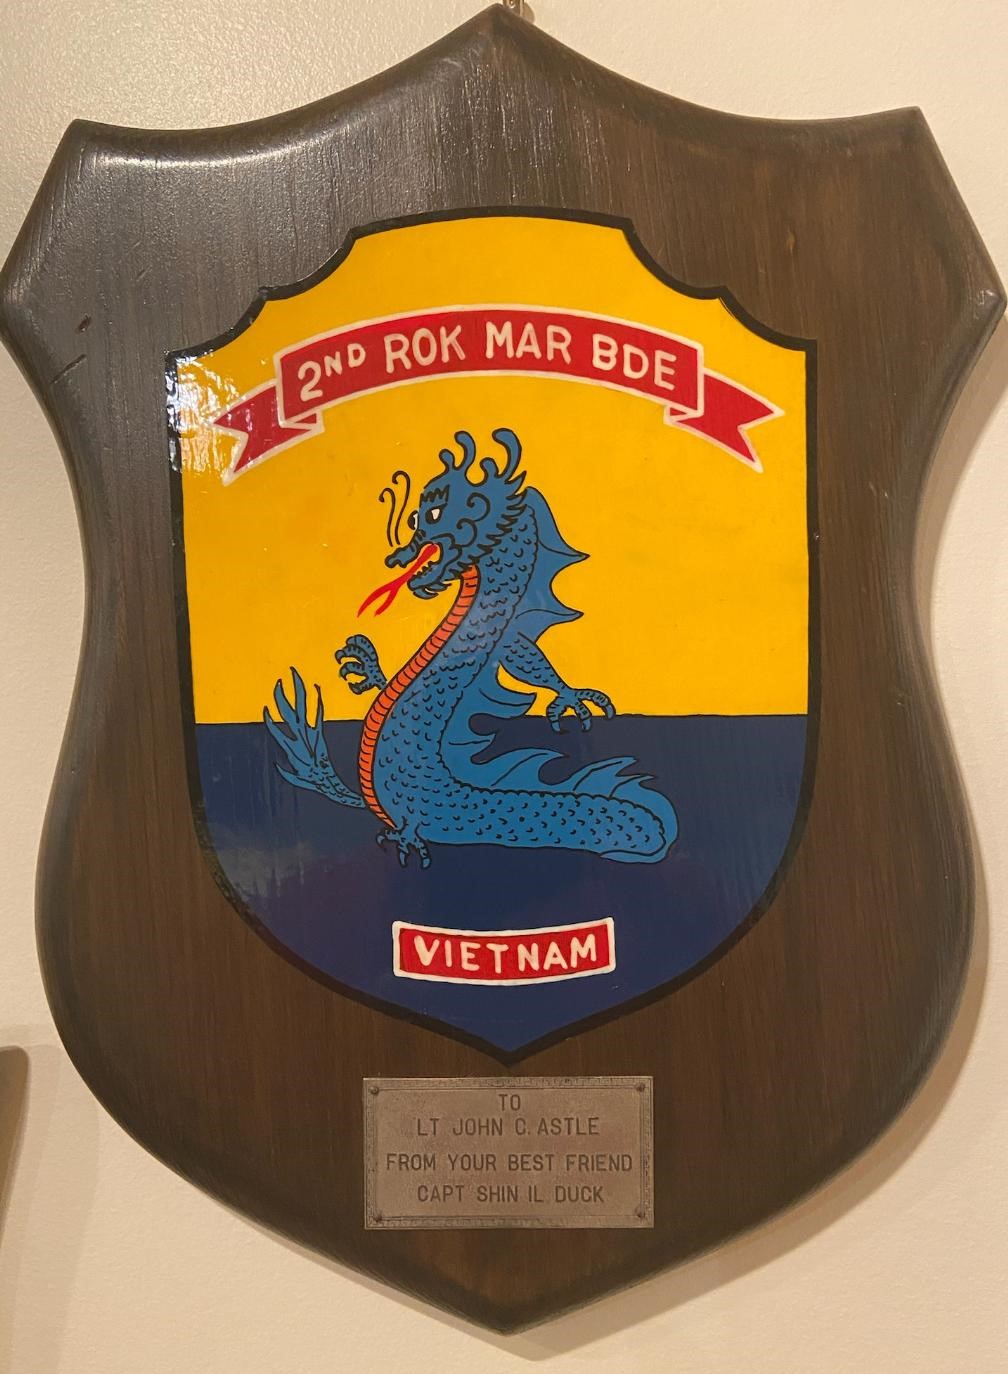 2ND ROK MAR BDE
VIETNAM
TO
LT JOHN C. ASTLE
FROM YOUR BEST FRIEND
CAPT SHIN IL DUCK